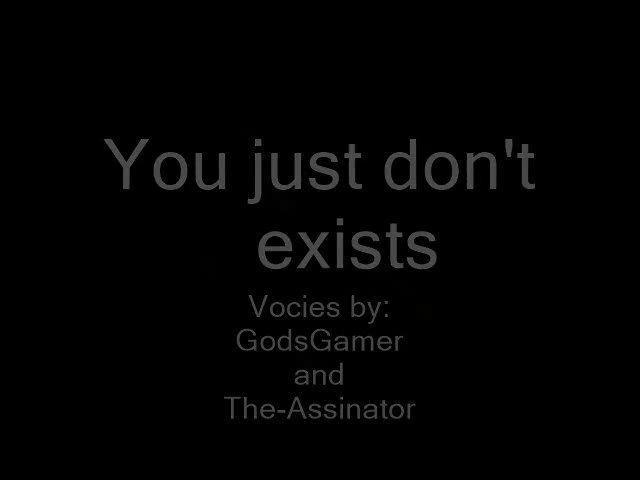 You just don't
exists
Vocies by:
GodsGamer
and
The-Assinator